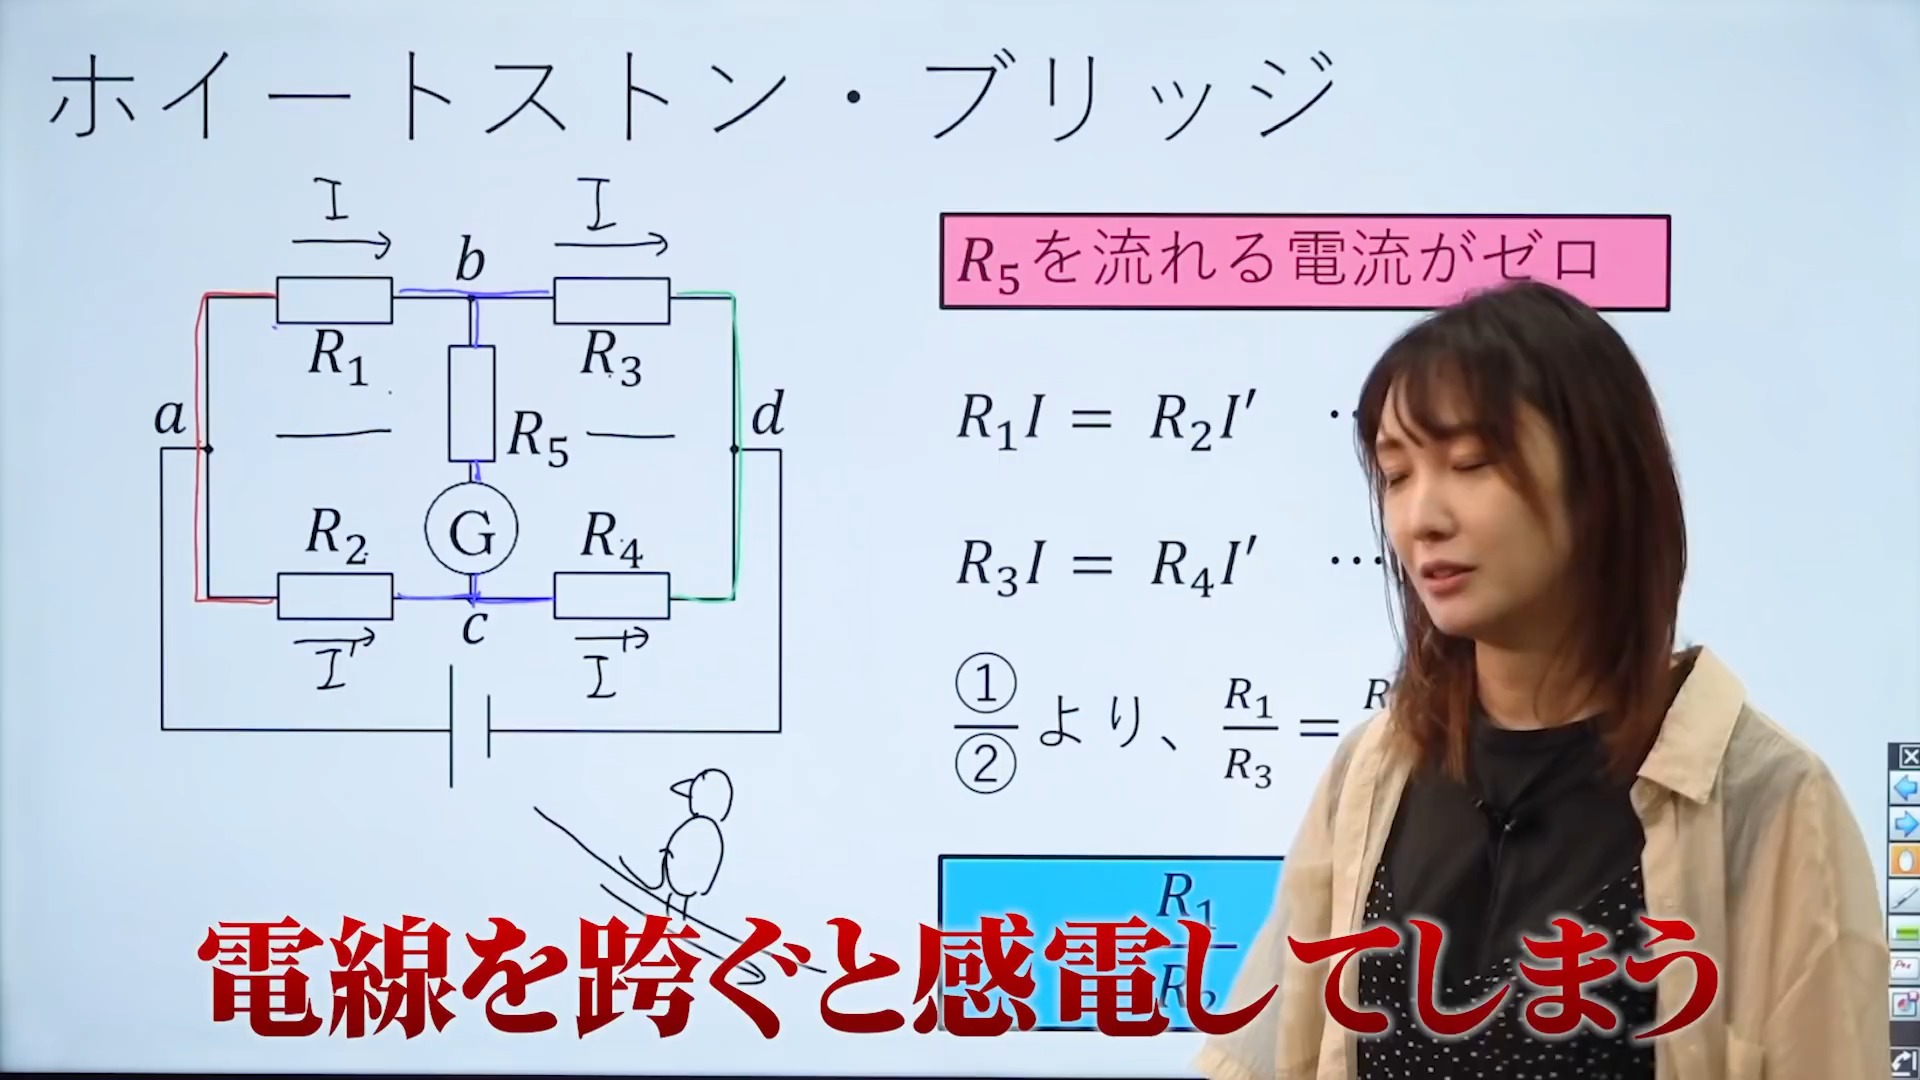 ホイートストン・ブリッジ
I
I
b
R₁
R₃
a
d
R₅
R₂
G
R₄
c
I'
I'
R₅を流れる電流がゼロ
R₁I = R₂I′ ‥
R₃I = R₄I′ …
①/②より、R₁/R₃ =
R₁
電線を跨ぐと感電してしまう
Pen